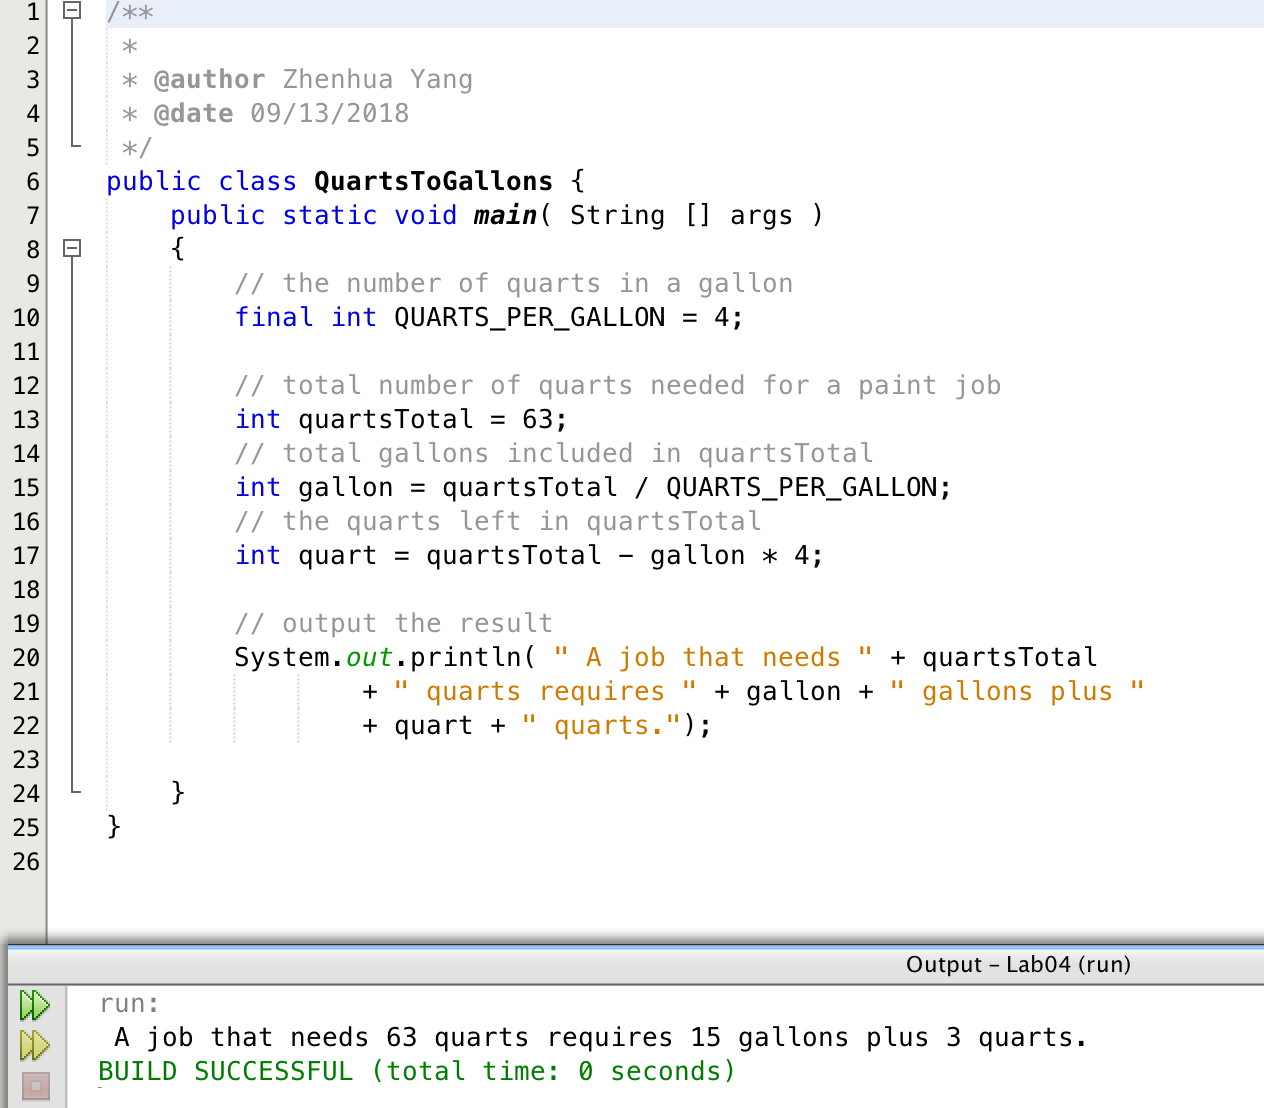 1 /**
2  *
3  * @author Zhenhua Yang
4  * @date 09/13/2018
5  */
6 public class QuartsToGallons {
7     public static void main( String [] args )
8     {
9         // the number of quarts in a gallon
10         final int QUARTS_PER_GALLON = 4;
11
12         // total number of quarts needed for a paint job
13         int quartsTotal = 63;
14         // total gallons included in quartsTotal
15         int gallon = quartsTotal / QUARTS_PER_GALLON;
16         // the quarts left in quartsTotal
17         int quart = quartsTotal - gallon * 4;
18
19         // output the result
20         System.out.println( " A job that needs " + quartsTotal
21                 + " quarts requires " + gallon + " gallons plus "
22                 + quart + " quarts.");
23
24     }
25 }
26
Output – Lab04 (run)
run:
 A job that needs 63 quarts requires 15 gallons plus 3 quarts.
BUILD SUCCESSFUL (total time: 0 seconds)